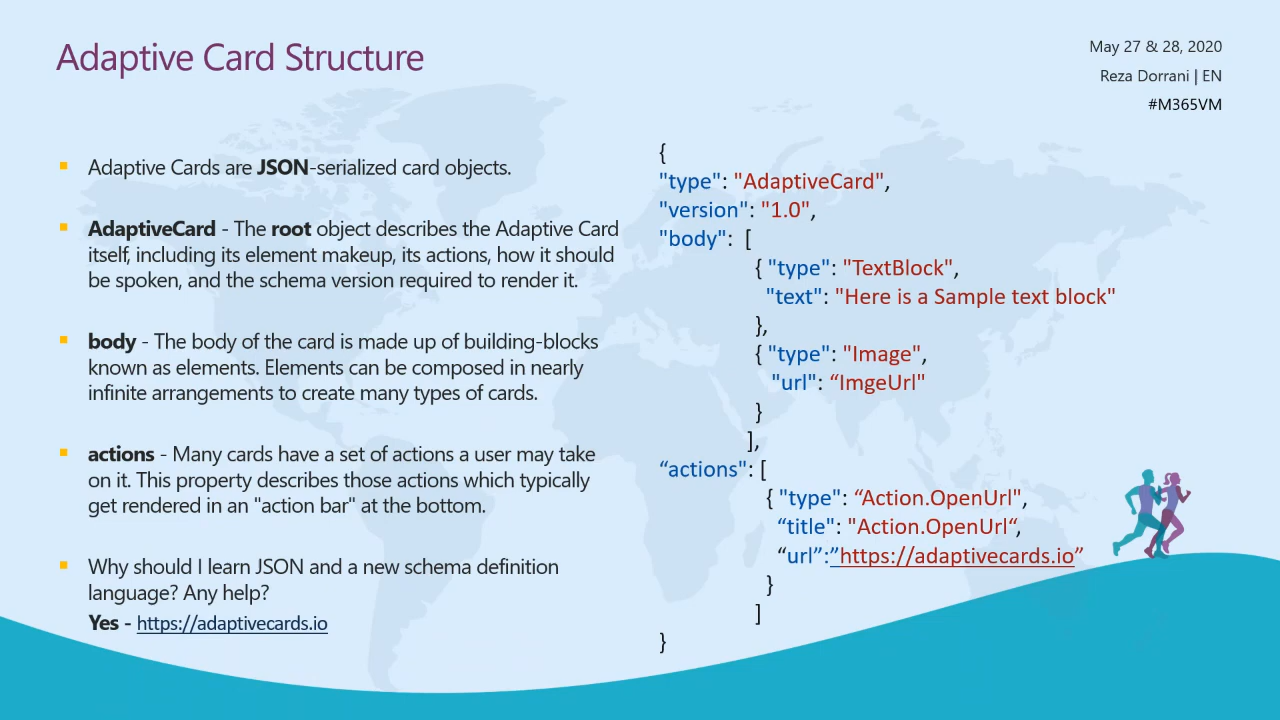 Adaptive Card Structure
May 27 & 28, 2020
Reza Dorrani | EN
#M365VM
Adaptive Cards are JSON-serialized card objects.
AdaptiveCard - The root object describes the Adaptive Card
itself, including its element makeup, its actions, how it should
be spoken, and the schema version required to render it.
body - The body of the card is made up of building-blocks
known as elements. Elements can be composed in nearly
infinite arrangements to create many types of cards.
actions - Many cards have a set of actions a user may take
on it. This property describes those actions which typically
get rendered in an "action bar" at the bottom.
Why should I learn JSON and a new schema definition
language? Any help?
Yes - https://adaptivecards.io
{
"type": "AdaptiveCard",
"version": "1.0",
"body": [
{ "type": "TextBlock",
"text": "Here is a Sample text block"
},
{ "type": "Image",
"url": “ImgeUrl"
}
],
“actions": [
{ "type": “Action.OpenUrl",
“title": "Action.OpenUrl“,
“url”:”https://adaptivecards.io”
}
]
}